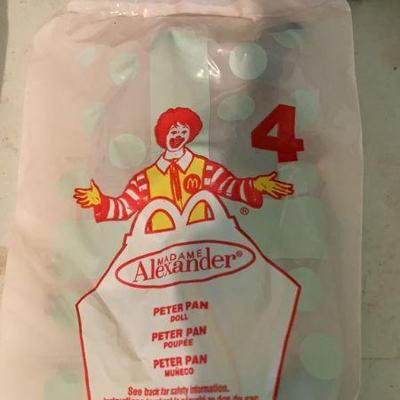 4
M
MADAME
Alexander®
®
PETER PAN
DOLL
PETER PAN
POUPÉE
PETER PAN
MUÑECO
See back for safety information.